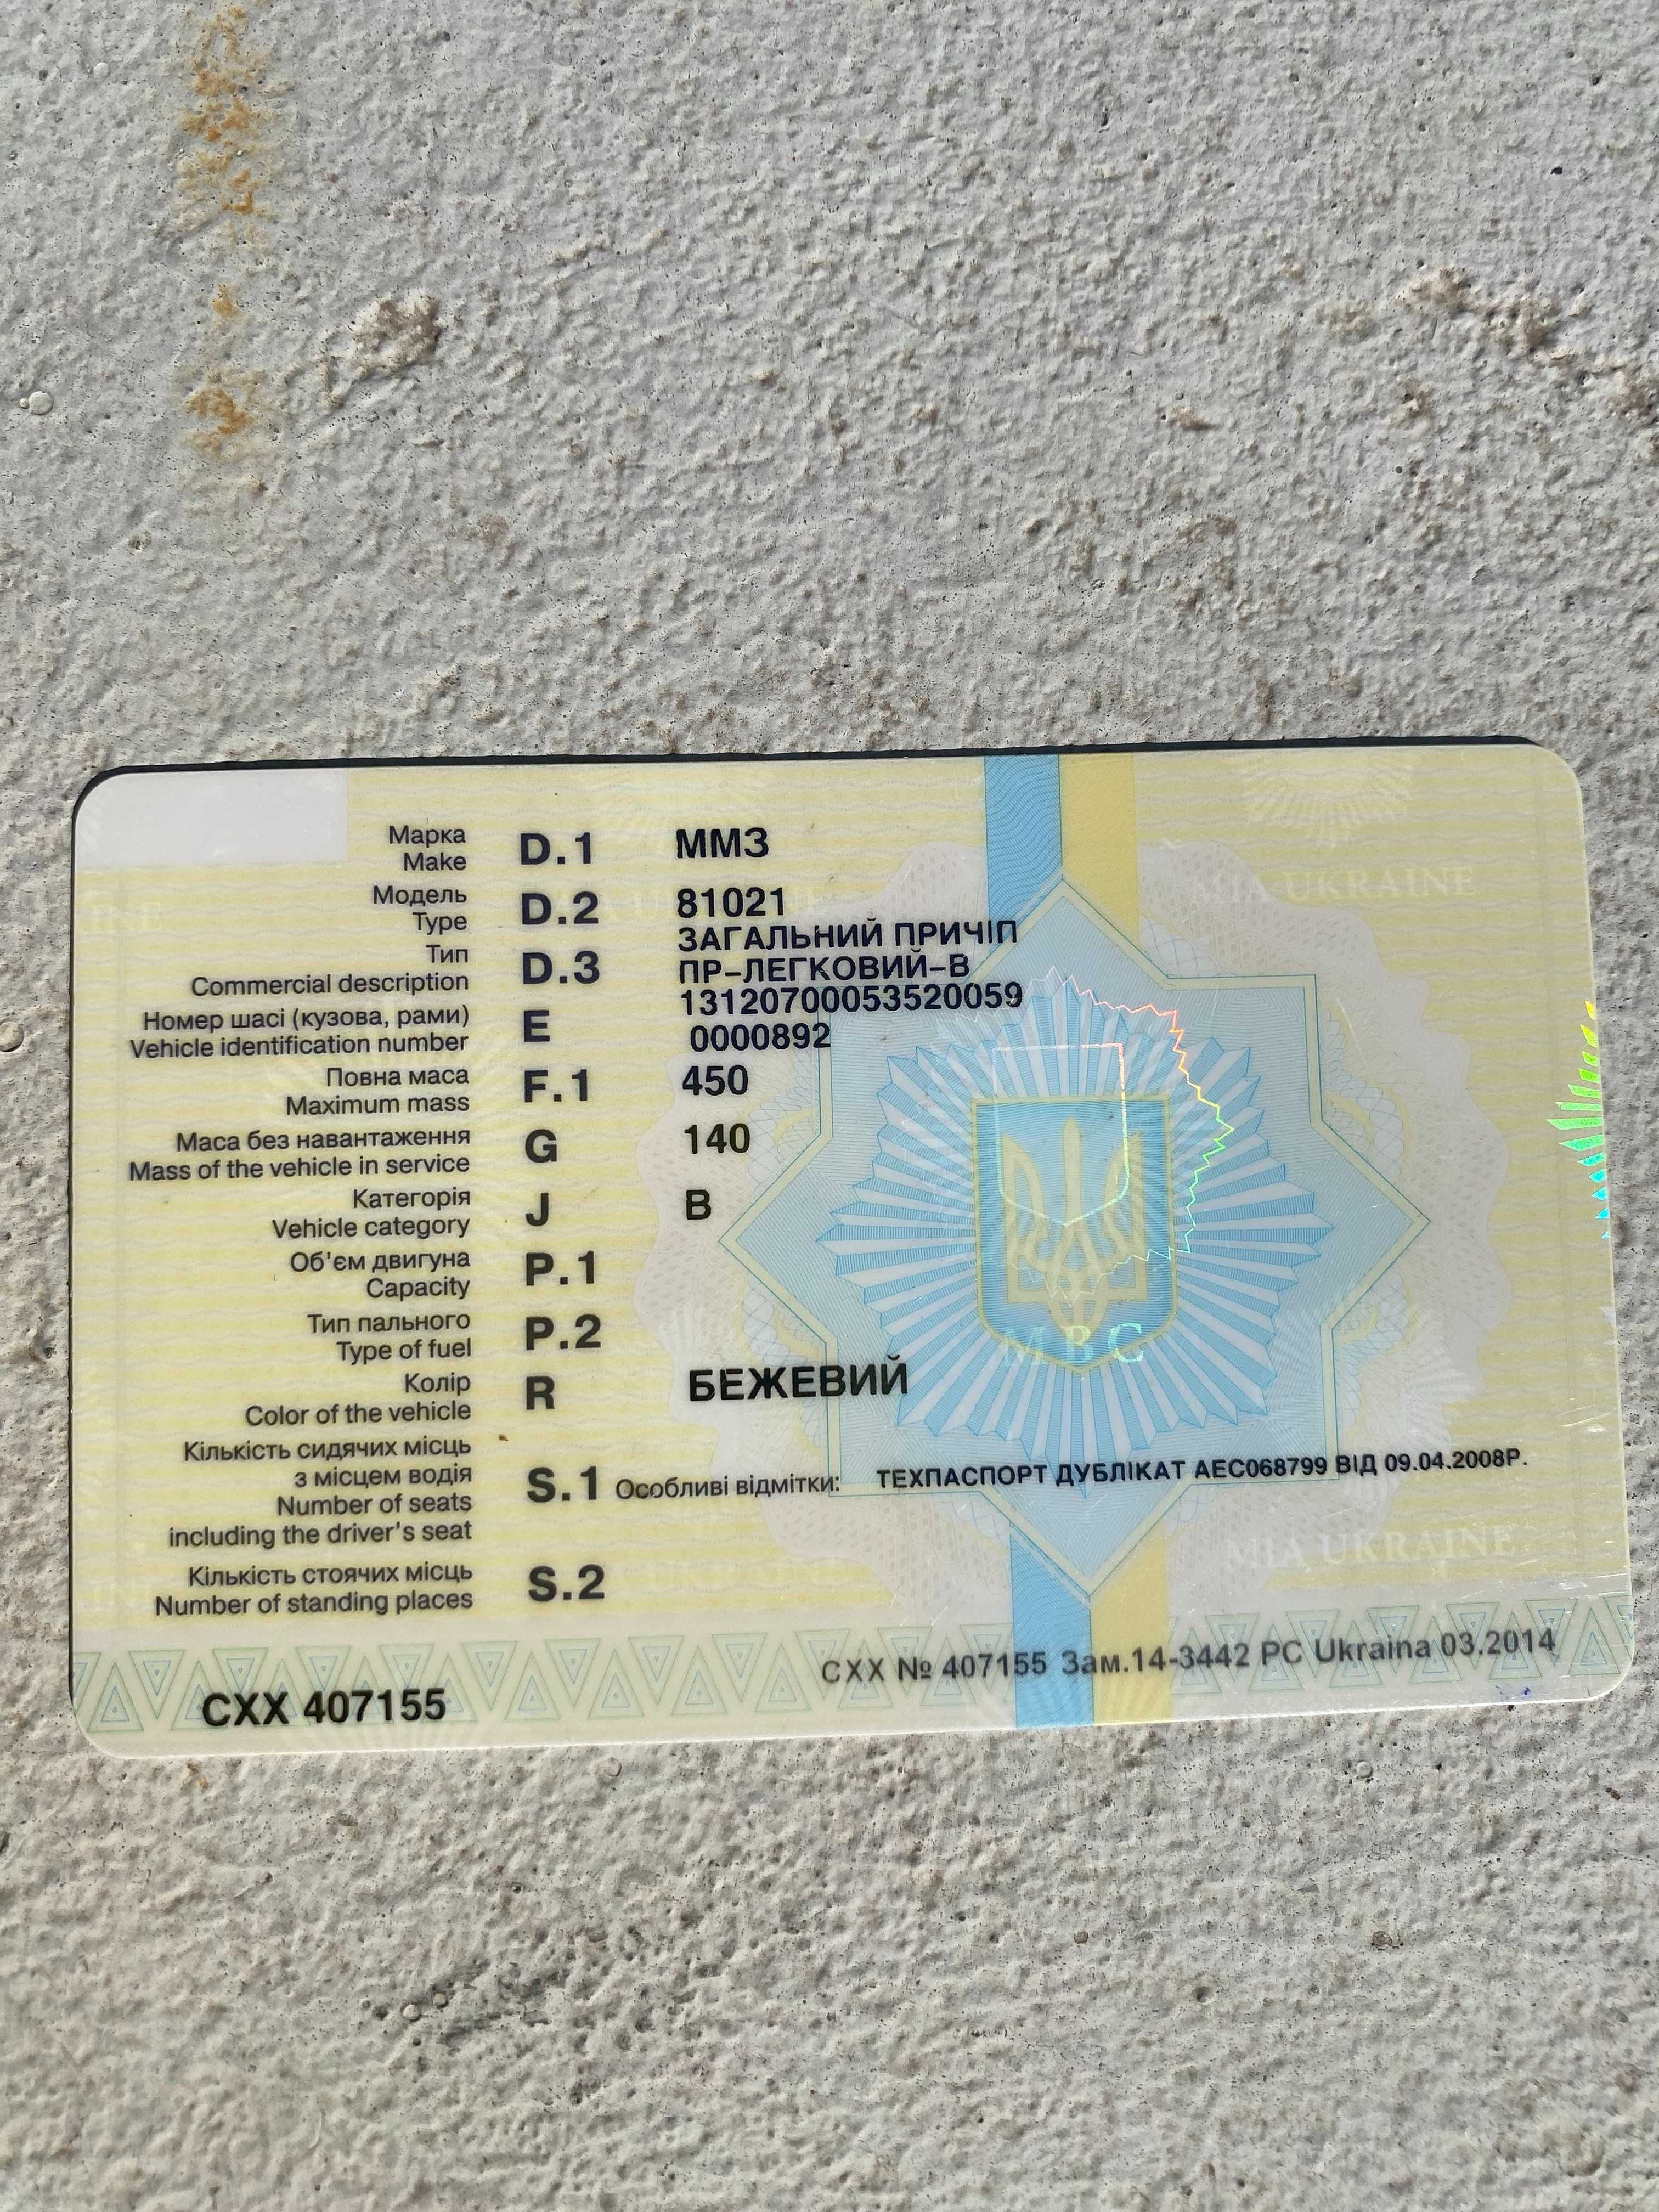 Марка D.1 ММЗ
Make
Модель D.2 81021
Type
ЗАГАЛЬНИЙ ПРИЧІП
Тип D.3 ПР-ЛЕГКОВИЙ-В
Commercial description
Номер шасі (кузова, рами) E 13120700053520059
Vehicle identification number 0000892
Повна маса F.1 450
Maximum mass
Маса без навантаження G 140
Mass of the vehicle in service
Категорія J B
Vehicle category
Об'єм двигуна P.1
Capacity
Тип пального P.2
Type of fuel
Колір R БЕЖЕВИЙ
Color of the vehicle
Кількість сидячих місць
з місцем водія S.1 Особливі відмітки: ТЕХПАСПОРТ ДУБЛІКАТ АЕС068799 ВІД 09.04.2008Р.
Number of seats
including the driver's seat
Кількість стоячих місць S.2
Number of standing places
МВС
MIA UKRAINE
MIA UKRAINE
СХХ № 407155 Зам.14-3442 PC Ukraina 03.2014
СХХ 407155